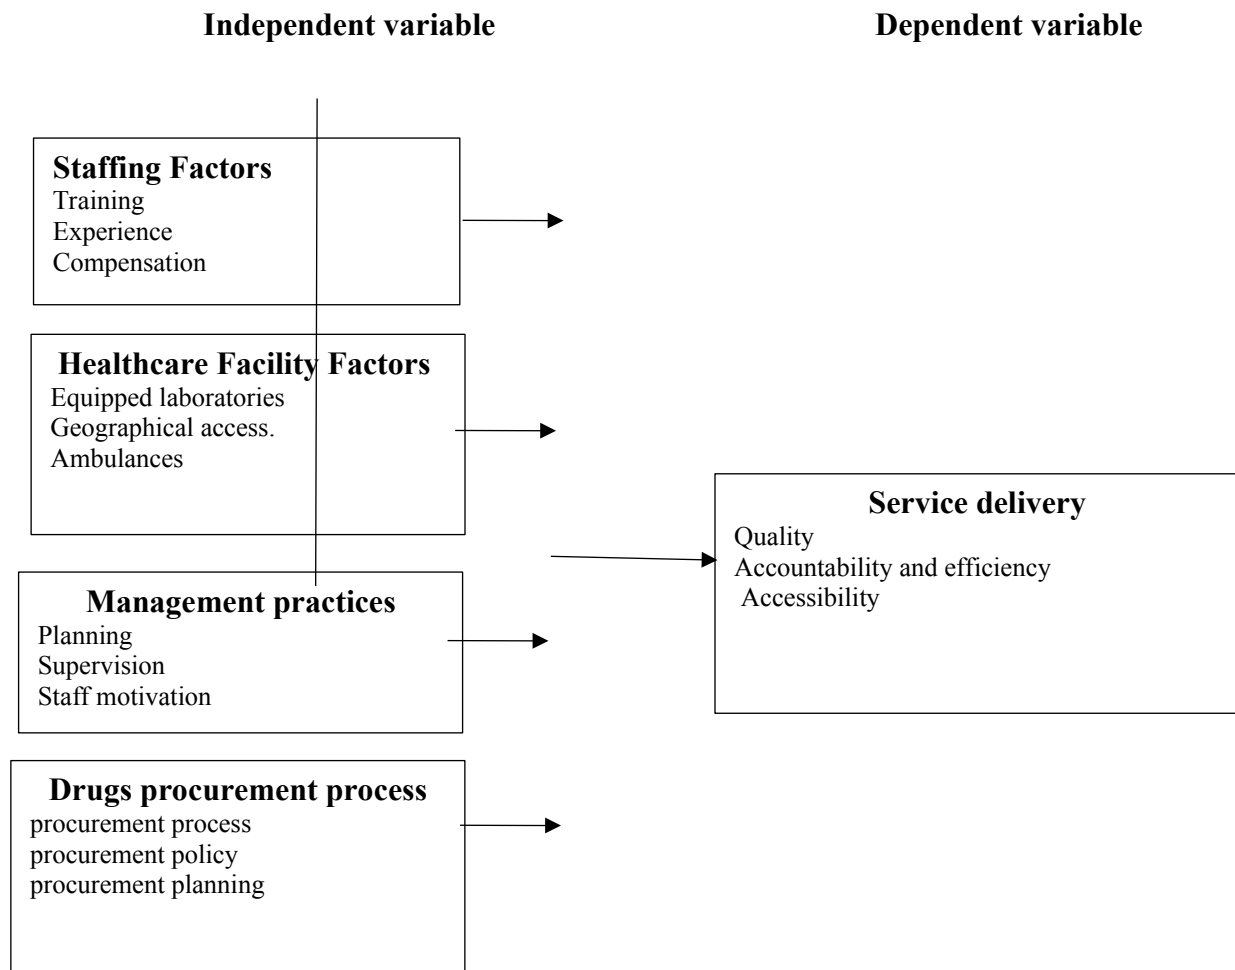 Independent variable
Dependent variable
Staffing Factors
Training
Experience
Compensation
Healthcare Facility Factors
Equipped laboratories
Geographical access.
Ambulances
Management practices
Planning
Supervision
Staff motivation
Drugs procurement process
procurement process
procurement policy
procurement planning
Service delivery
Quality
Accountability and efficiency
Accessibility